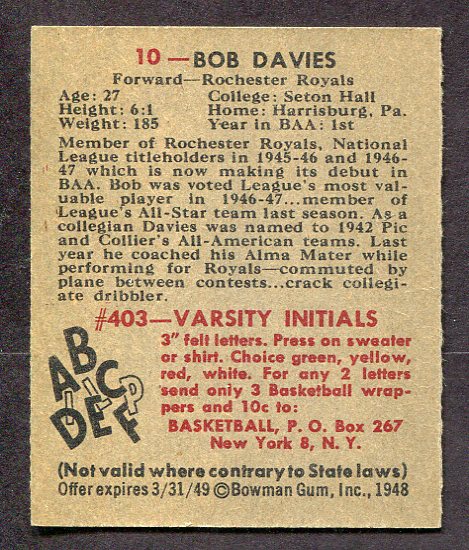 10—BOB DAVIES
Forward—Rochester Royals
Age: 27 College: Seton Hall
Height: 6:1 Home: Harrisburg, Pa.
Weight: 185 Year in BAA: 1st
Member of Rochester Royals, National
League titleholders in 1945-46 and 1946-
47 which is now making its debut in
BAA. Bob was voted League's most valu-
able player in 1946-47...member of
League's All-Star team last season. As a
collegian Davies was named to 1942 Pic
and Collier's All-American teams. Last
year he coached his Alma Mater while
performing for Royals—commuted by
plane between contests...crack collegi-
ate dribbler.
#403—VARSITY INITIALS
3" felt letters. Press on sweater
or shirt. Choice green, yellow,
red, white. For any 2 letters
send only 3 Basketball wrap-
pers and 10c to:
BASKETBALL, P. O. Box 267
New York 8, N. Y.
ABC
DEF
(Not valid where contrary to State laws)
Offer expires 3/31/49 ©Bowman Gum, Inc., 1948